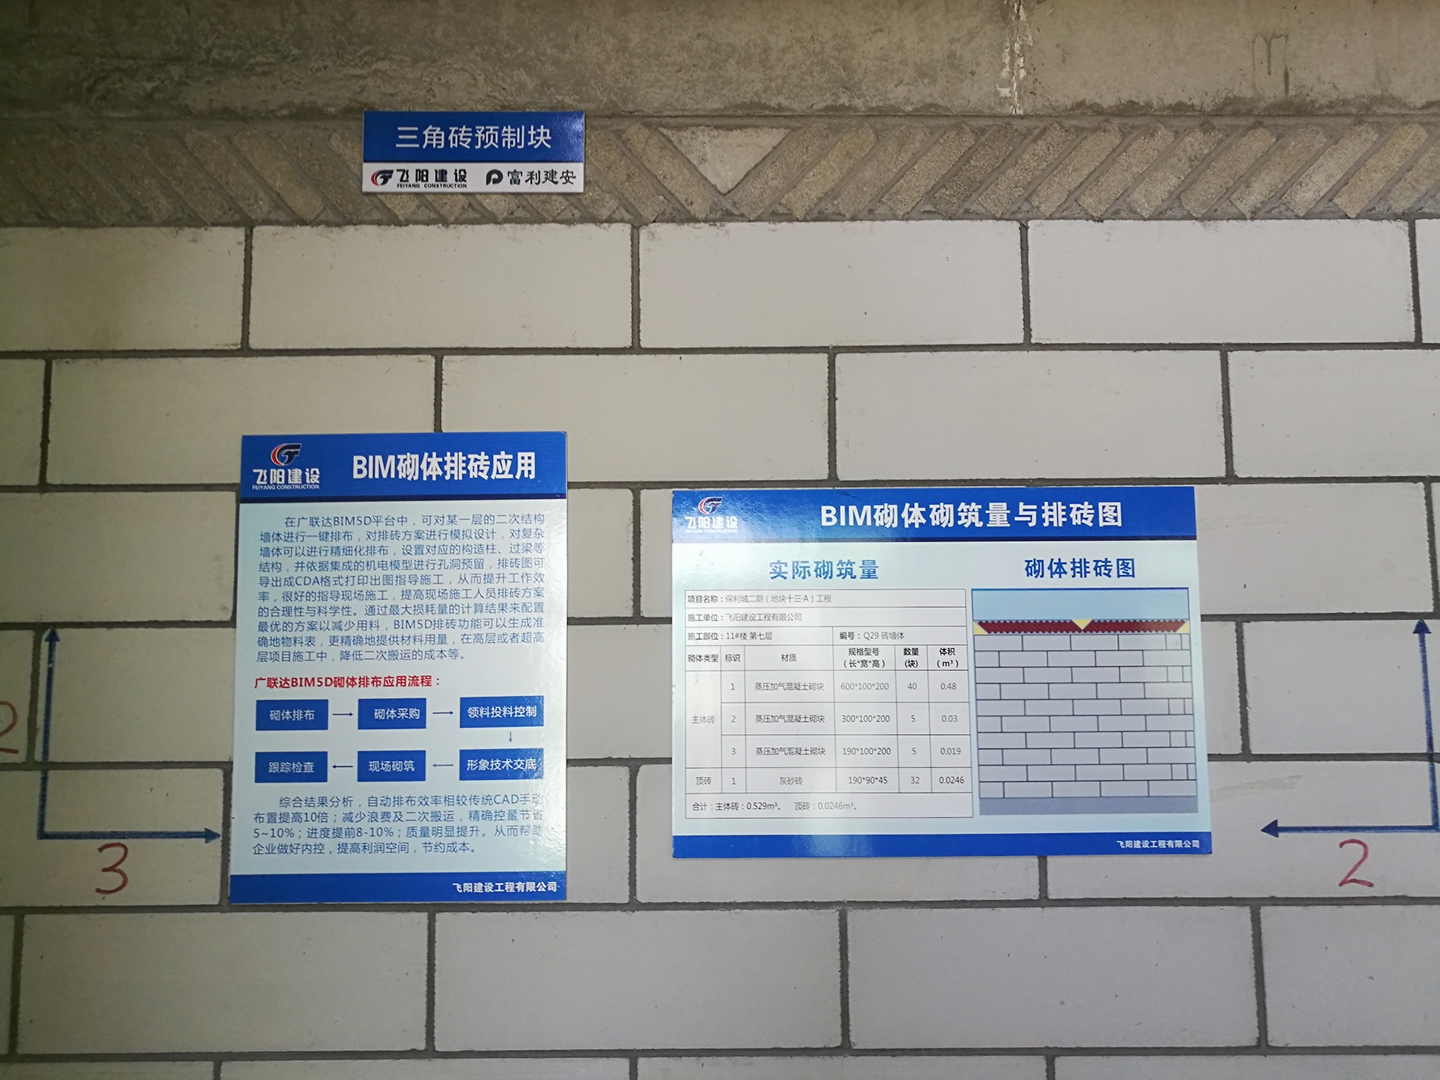 三角砖预制块
飞阳建设
FEIYANG CONSTRUCTION
富利建安
飞阳建设
FEIYANG CONSTRUCTION
BIM砌体排砖应用
在广联达BIM5D平台中，可对某一层的二次结构
墙体进行一键排布，对排砖方案进行模拟设计，对复杂
墙体可以进行精细化排布，设置对应的构造柱、过梁等
结构，并依据集成的机电模型进行孔洞预留，排砖图可
导出成CDA格式打印出图指导施工，从而提升工作效
率，很好的指导现场施工，提高现场施工人员排砖方案
的合理性与科学性。通过最大损耗量的计算结果来配置
最优的方案以减少用料，BIM5D排砖功能可以生成准
确地物料表，更精确地提供材料用量，在高层或者超高
层项目施工中，降低二次搬运的成本等。
广联达BIM5D砌体排布应用流程：
砌体排布
砌体采购
领料投料控制
跟踪检查
现场砌筑
形象技术交底
综合结果分析，自动排布效率相较传统CAD手动
布置提高10倍；减少浪费及二次搬运，精确控量节省
5~10%；进度提前8-10%；质量明显提升。从而帮助
企业做好内控，提高利润空间，节约成本。
飞阳建设工程有限公司
飞阳建设
FEIYANG CONSTRUCTION
BIM砌体砌筑量与排砖图
实际砌筑量
砌体排砖图
项目名称：保利城二期（地块十三·A）工程
施工单位：飞阳建设工程有限公司
施工部位：11#楼 第七层 编号：Q29 砖墙体
砌体类型 标识 材质 规格型号（长*宽*高） 数量（块） 体积（m³）
主体砖 1 蒸压加气混凝土砌块 600*100*200 40 0.48
2 蒸压加气混凝土砌块 300*100*200 5 0.03
3 蒸压加气混凝土砌块 190*100*200 5 0.019
顶砖 1 灰砂砖 190*90*45 32 0.0246
合计：主体砖：0.529m³， 顶砖：0.0246m³。
飞阳建设工程有限公司
2
3
2